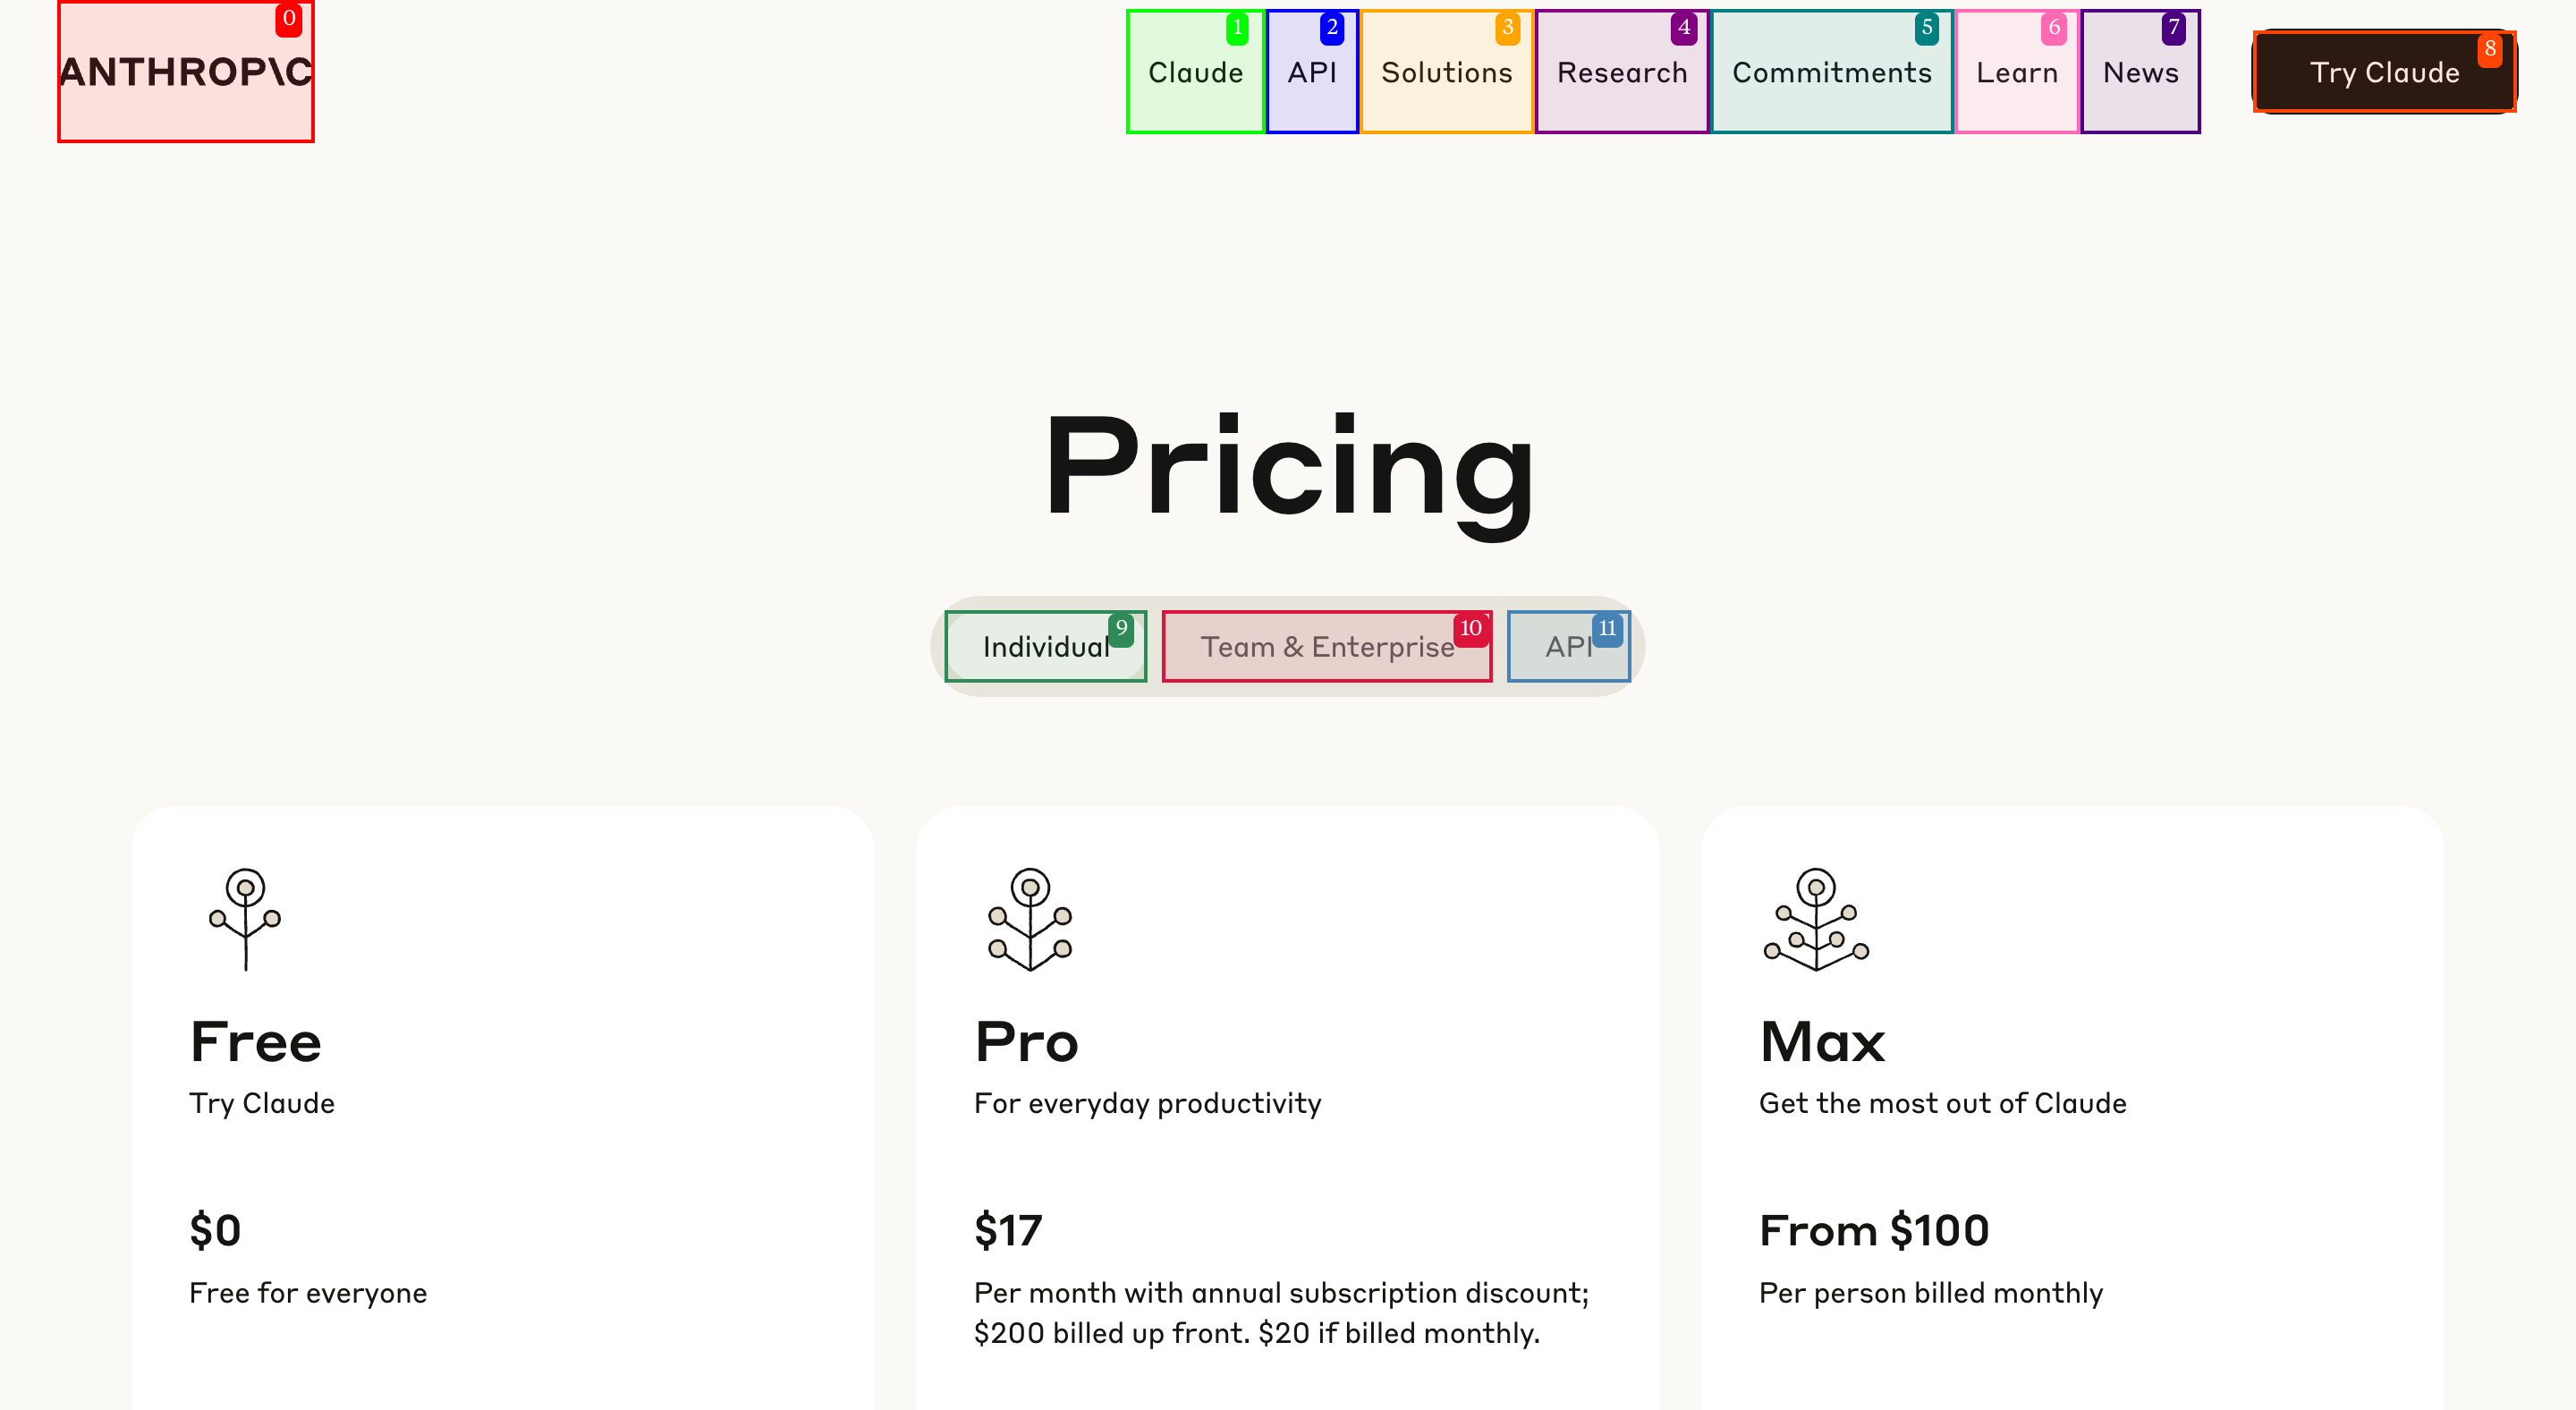 ANTHROP\C
0
Claude
1
API
2
Solutions
3
Research
4
Commitments
5
Learn
6
News
7
Try Claude
8
Pricing
Individual
9
Team & Enterprise
10
API
11
Free
Try Claude
$0
Free for everyone
Pro
For everyday productivity
$17
Per month with annual subscription discount;
$200 billed up front. $20 if billed monthly.
Max
Get the most out of Claude
From $100
Per person billed monthly